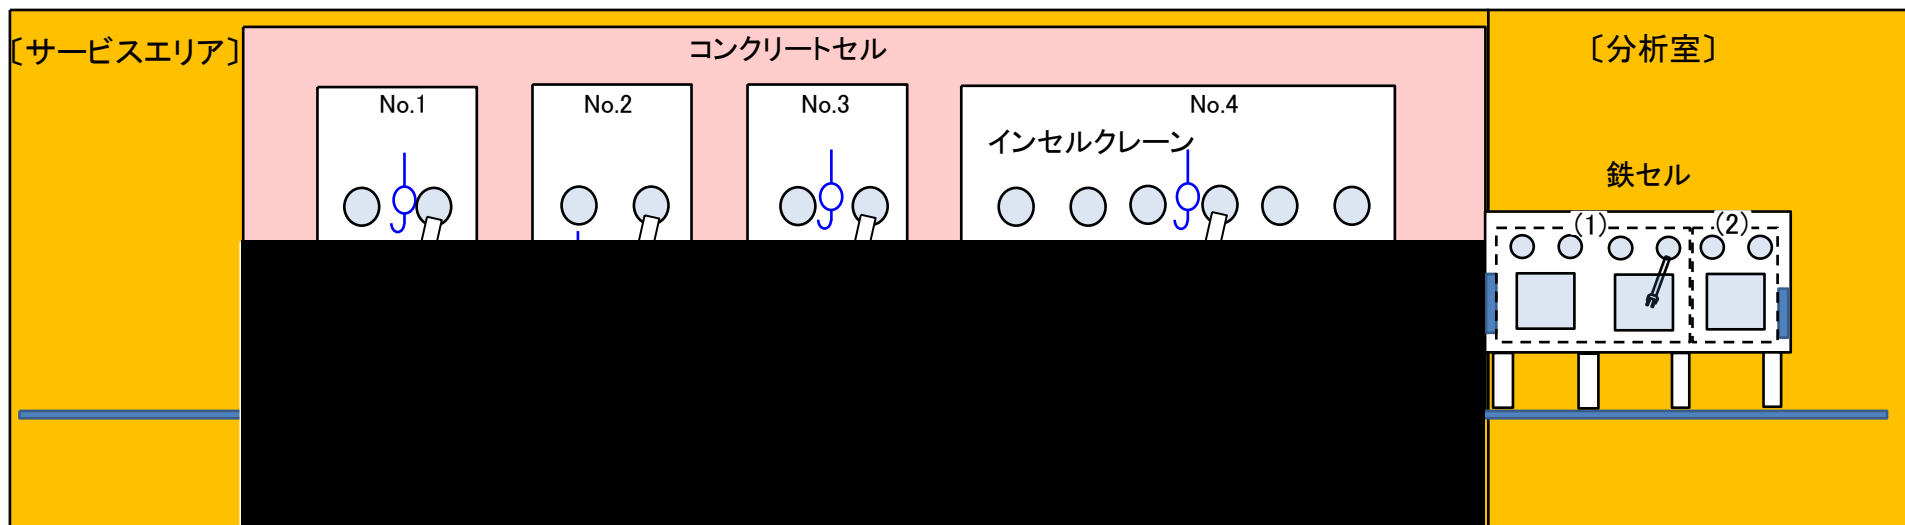 〔サービスエリア〕
コンクリートセル
〔分析室〕
No.1
No.2
No.3
No.4
インセルクレーン
鉄セル
(1)
(2)